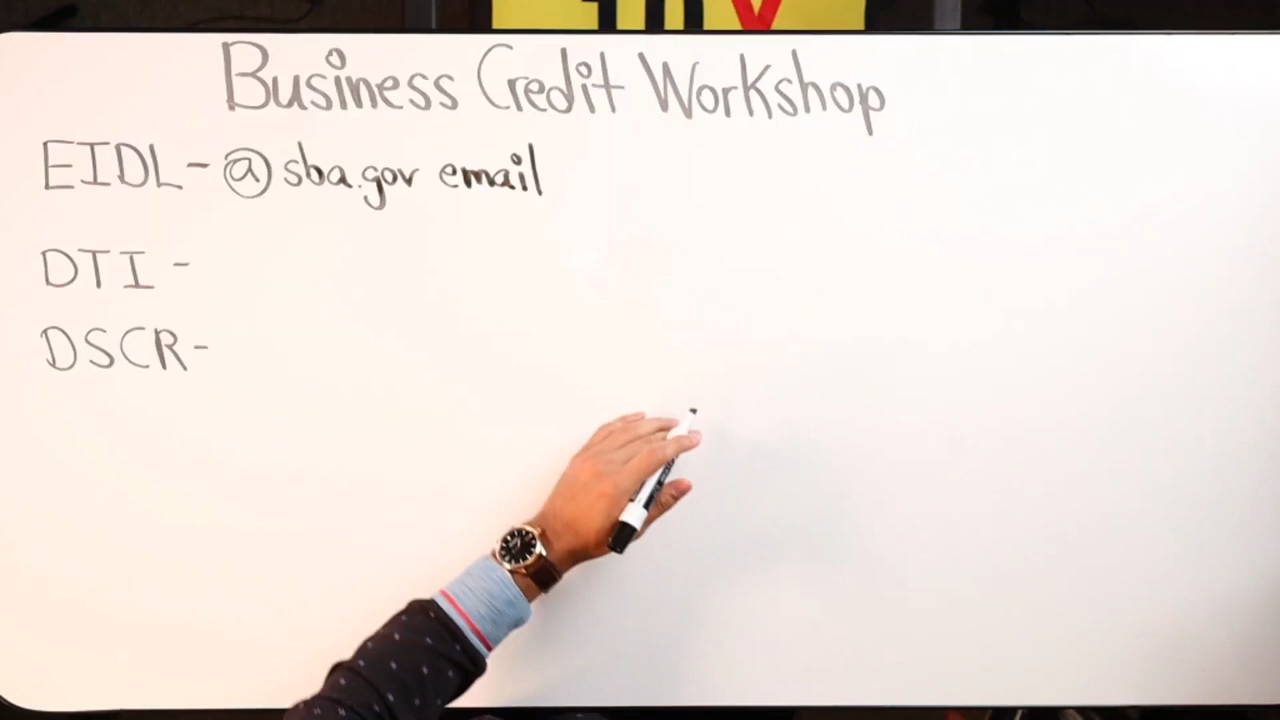 Business Credit Workshop
EIDL - @sba.gov email
DTI -
DSCR -